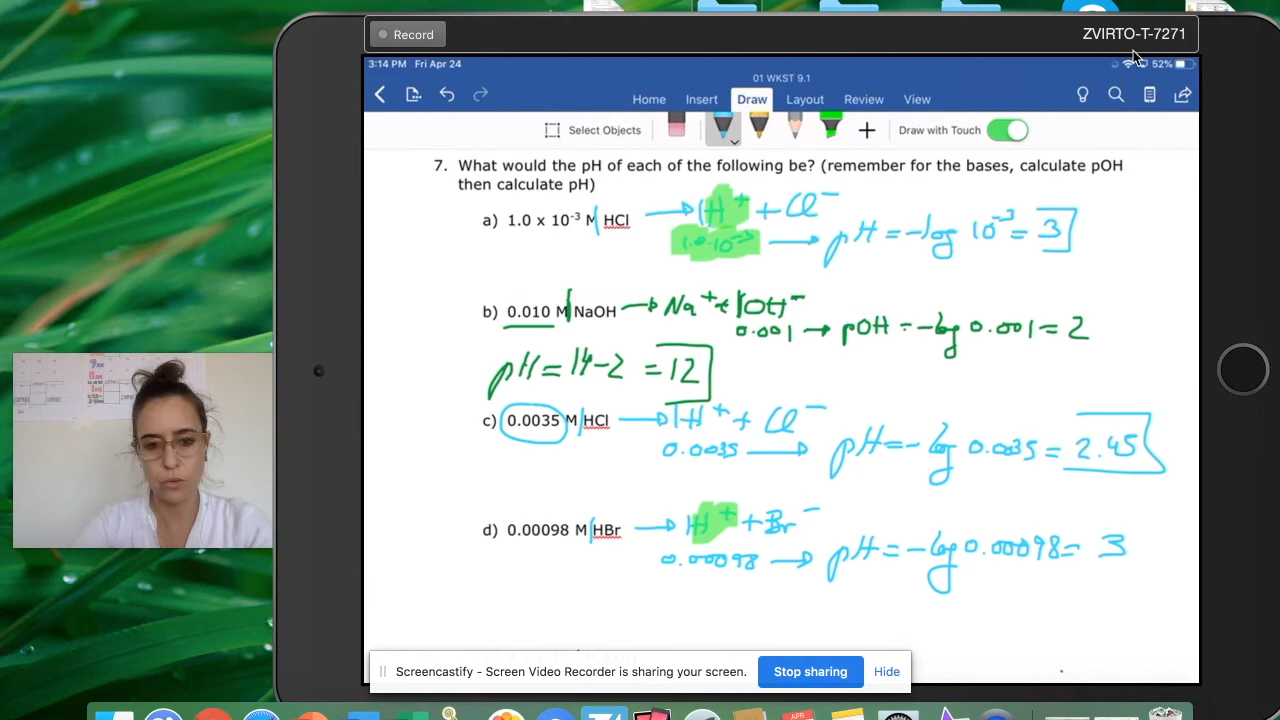 Record
ZVIRTO-T-7271
3:14 PM Fri Apr 24
52%
01 WKST 9.1
Home Insert Draw Layout Review View
Select Objects
Draw with Touch
7. What would the pH of each of the following be? (remember for the bases, calculate pOH
then calculate pH)
a) 1.0 x 10⁻³ M HCl → H⁺ + Cl⁻
1.0·10⁻³ → pH = -log 10⁻³ = 3
b) 0.010 M NaOH → Na⁺ + OH⁻
0.001 → pOH = -log 0.001 = 2
pH = 14-2 = 12
c) 0.0035 M HCl → H⁺ + Cl⁻
0.0035 → pH = -log 0.0035 = 2.45
d) 0.00098 M HBr → H⁺ + Br⁻
0.00098 → pH = -log 0.00098 = 3
Screencastify - Screen Video Recorder is sharing your screen.
Stop sharing
Hide